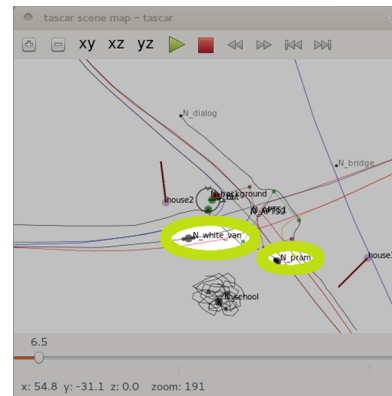 tascar scene map – tascar
xy xz yz
N_dialog
N_bridge
N_background
house2
N_white_van
house
N_pram
N_school
6.5
x: 54.8 y: -31.1 z: 0.0 zoom: 191